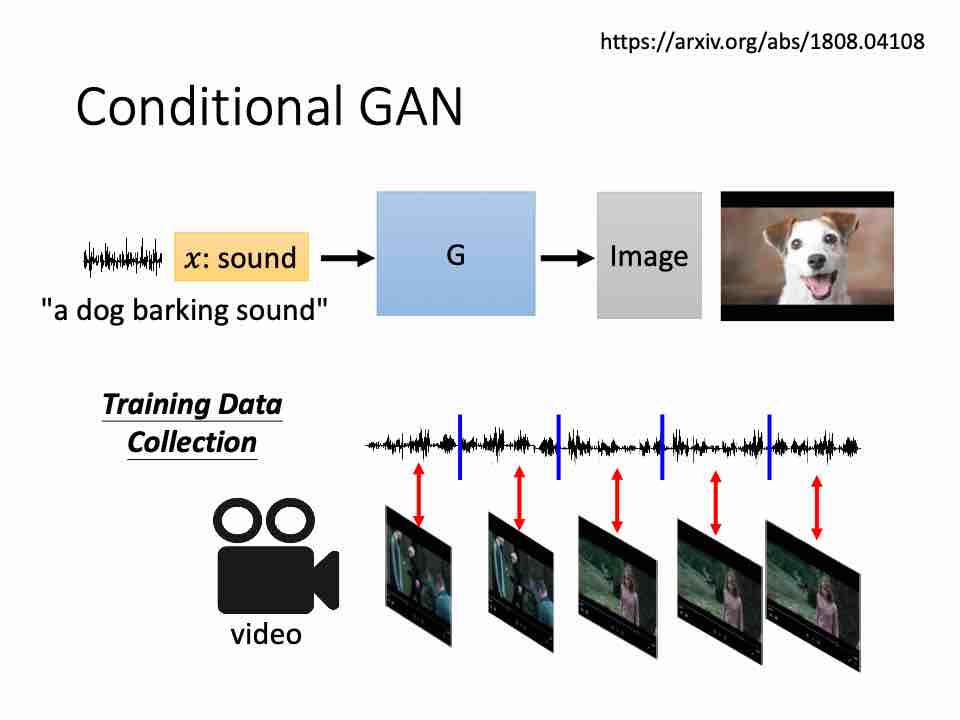 https://arxiv.org/abs/1808.04108
Conditional GAN
x: sound
G
Image
"a dog barking sound"
Training Data
Collection
video